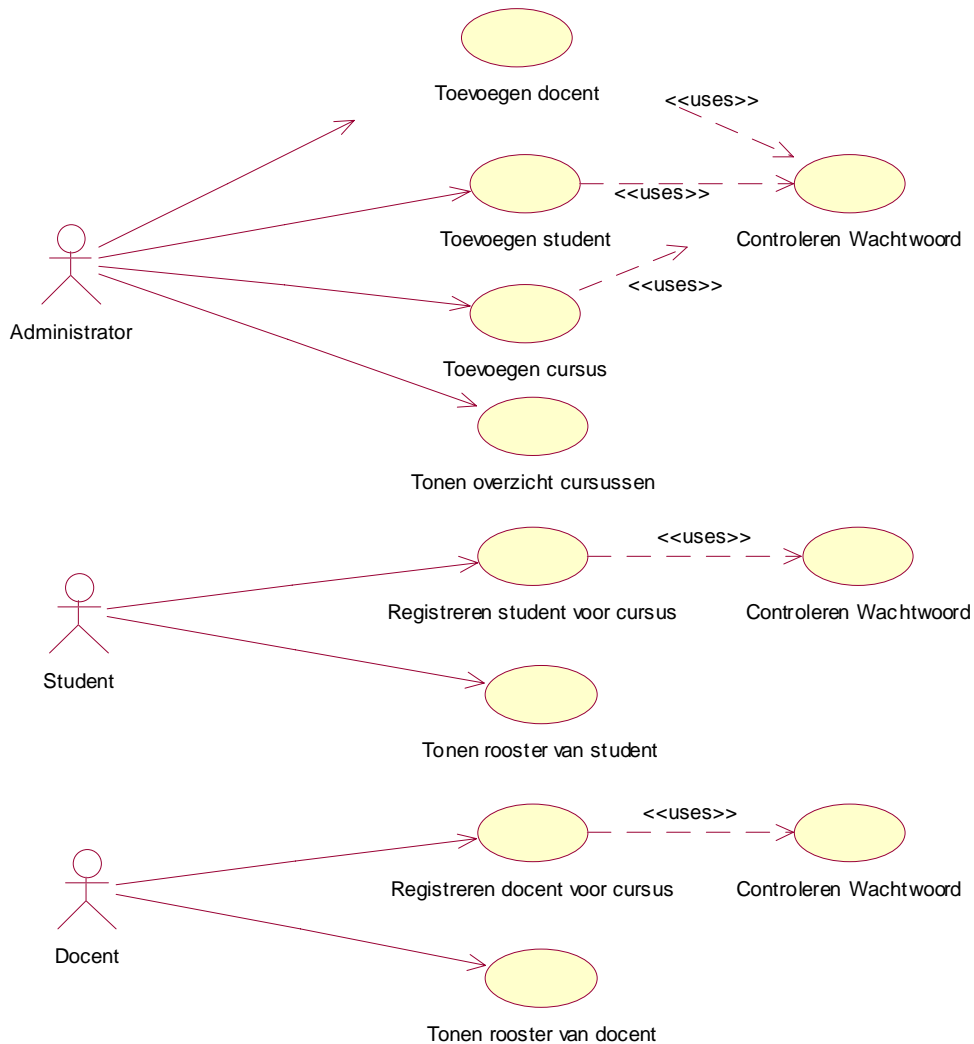 Toevoegen docent
<<uses>>
<<uses>>
Toevoegen student
Controleren Wachtwoord
<<uses>>
Administrator
Toevoegen cursus
Tonen overzicht cursussen
<<uses>>
Registreren student voor cursus
Controleren Wachtwoord
Student
Tonen rooster van student
<<uses>>
Registreren docent voor cursus
Controleren Wachtwoord
Docent
Tonen rooster van docent